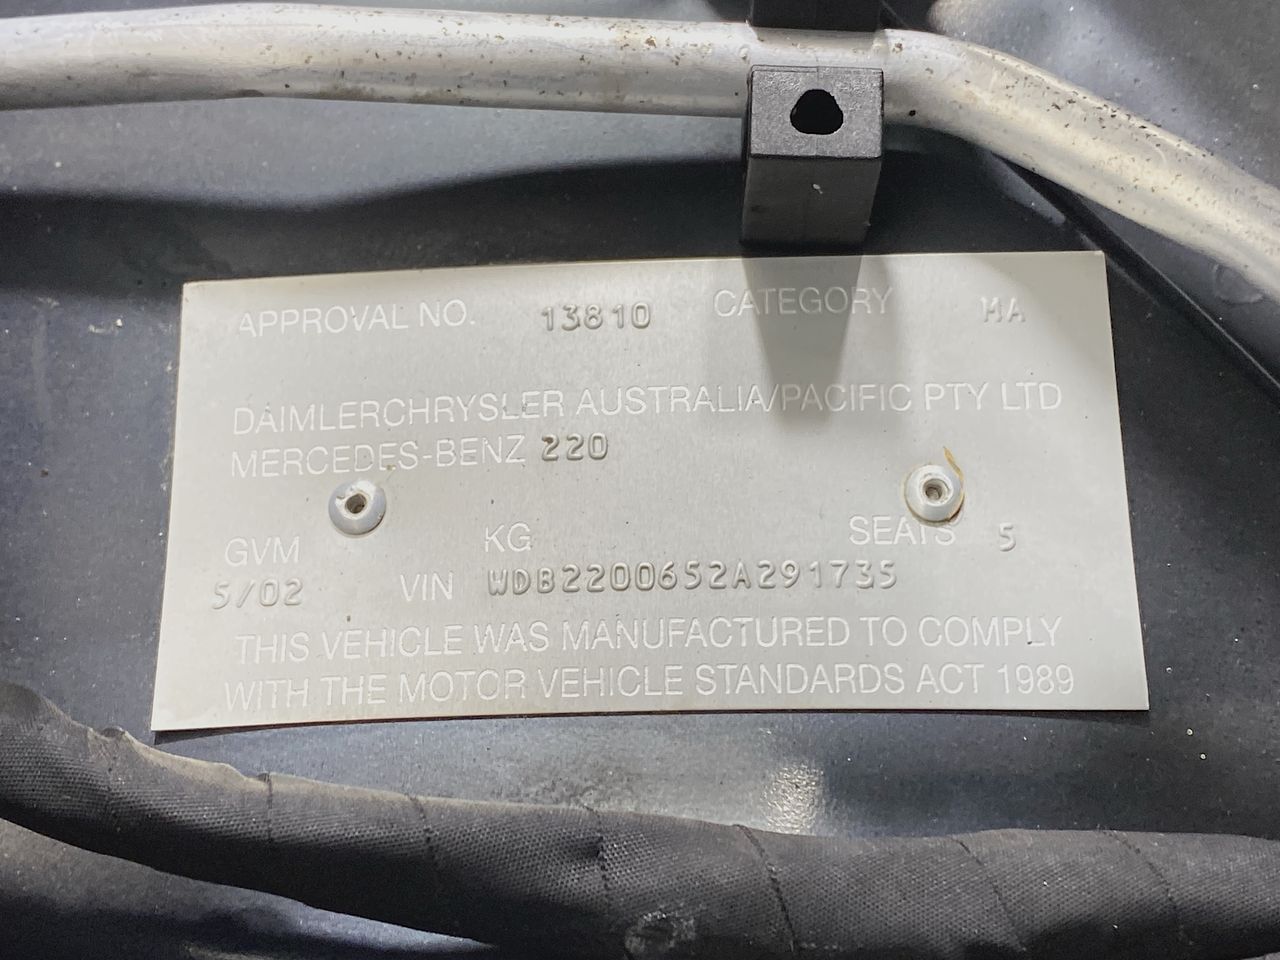 APPROVAL NO. 13810 CATEGORY MA
DAIMLERCHRYSLER AUSTRALIA/PACIFIC PTY LTD
MERCEDES-BENZ 220
GVM KG SEATS 5
5/02 VIN WDB2200652A291735
THIS VEHICLE WAS MANUFACTURED TO COMPLY
WITH THE MOTOR VEHICLE STANDARDS ACT 1989